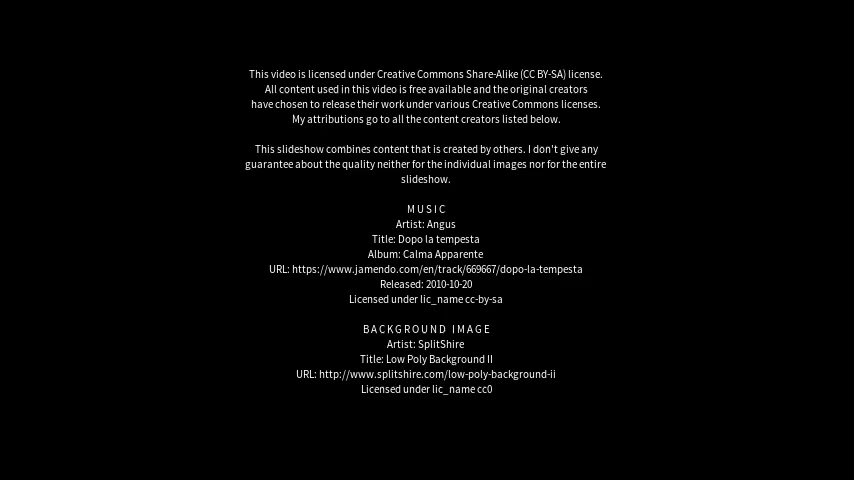 This video is licensed under Creative Commons Share-Alike (CC BY-SA) license.
All content used in this video is free available and the original creators
have chosen to release their work under various Creative Commons licenses.
My attributions go to all the content creators listed below.
This slideshow combines content that is created by others. I don't give any
guarantee about the quality neither for the individual images nor for the entire
slideshow.
MUSIC
Artist: Angus
Title: Dopo la tempesta
Album: Calma Apparente
URL: https://www.jamendo.com/en/track/669667/dopo-la-tempesta
Released: 2010-10-20
Licensed under lic_name cc-by-sa
BACKGROUND IMAGE
Artist: SplitShire
Title: Low Poly Background II
URL: http://www.splitshire.com/low-poly-background-ii
Licensed under lic_name cc0